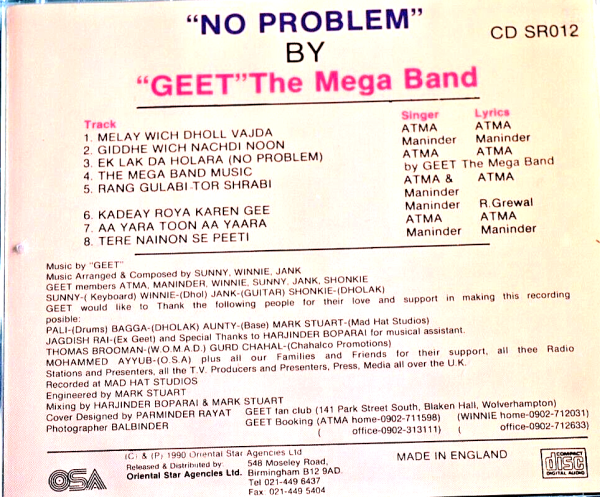 "NO PROBLEM"
CD SR012
BY
"GEET" The Mega Band
Track Singer Lyrics
1. MELAY WICH DHOLL VAJDA ATMA ATMA
2. GIDDHE WICH NACHDI NOON Maninder Maninder
3. EK LAK DA HOLARA (NO PROBLEM) ATMA ATMA
4. THE MEGA BAND MUSIC by GEET The Mega Band
5. RANG GULABI TOR SHRABI ATMA & ATMA
Maninder
6. KADEAY ROYA KAREN GEE Maninder R.Grewal
7. AA YARA TOON AA YAARA ATMA ATMA
8. TERE NAINON SE PEETI Maninder Maninder
Music by "GEET"
Music Arranged & Composed by SUNNY, WINNIE, JANK
GEET members ATMA, MANINDER, WINNIE, SUNNY, JANK, SHONKIE
SUNNY-( Keyboard) WINNIE-(Dhol) JANK-(GUITAR) SHONKIE-(DHOLAK)
GEET would like to Thank the following people for their love and support in making this recording
posible:
PALI-(Drums) BAGGA-(DHOLAK) AUNTY-(Base) MARK STUART-(Mad Hat Studios)
JAGDISH RAI-(Ex Geet) and Special Thanks to HARJINDER BOPARAI for musical assistant.
THOMAS BROOMAN-(W.O.M.A.D.) GURD CHAHAL-(Chahalco Promotions)
MOHAMMED AYYUB-(O.S.A) plus all our Families and Friends for their support, all thee Radio
Stations and Presenters, all the T.V. Producers and Presenters, Press, Media all over the U.K.
Recorded at MAD HAT STUDIOS
Engineered by MARK STUART
Mixing by HARJINDER BOPARAI & MARK STUART
Cover Designed by PARMINDER RAYAT GEET fan club (141 Park Street South, Blaken Hall, Wolverhampton)
Photographer BALBINDER GEET Booking (ATMA home-0902-711598) (WINNIE home-0902-712031)
( office-0902-313111) ( office-0902-712633)
(C) & (P) 1990 Oriental Star Agencies Ltd
Released & Distributed by: 548 Moseley Road,
Oriental Star Agencies Ltd. Birmingham B12 9AD.
Tel 021-449 6437
Fax 021-449 5404
OSA
MADE IN ENGLAND
COMPACT
disc
DIGITAL AUDIO